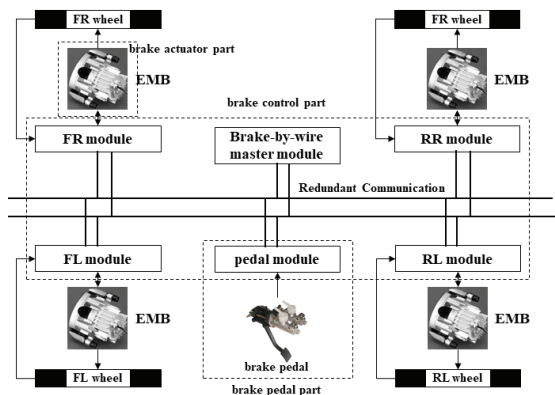 FR wheel
FR wheel
brake actuator part
EMB
EMB
brake control part
FR module
Brake-by-wire
master module
RR module
Redundant Communication
FL module
pedal module
RL module
EMB
EMB
brake pedal
FL wheel
RL wheel
brake pedal part